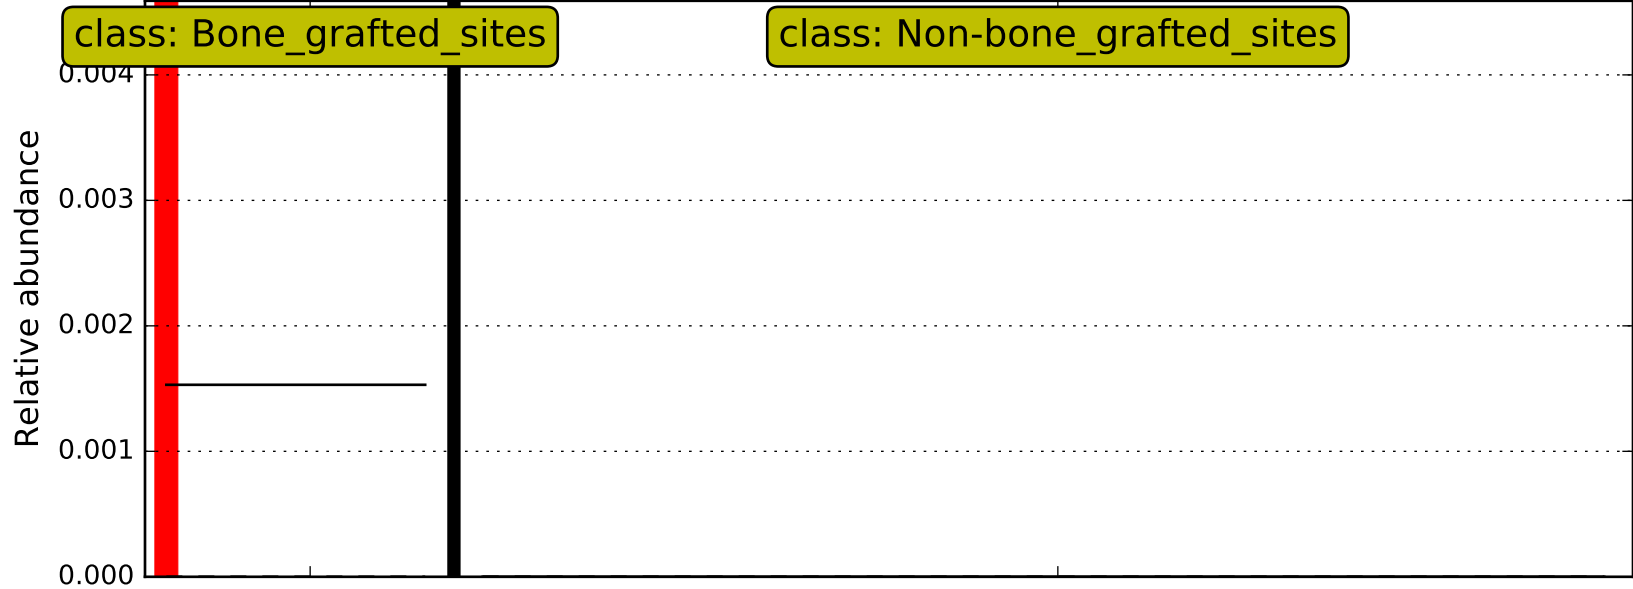 class: Bone_grafted_sites
class: Non-bone_grafted_sites
Relative abundance
0.004
0.003
0.002
0.001
0.000